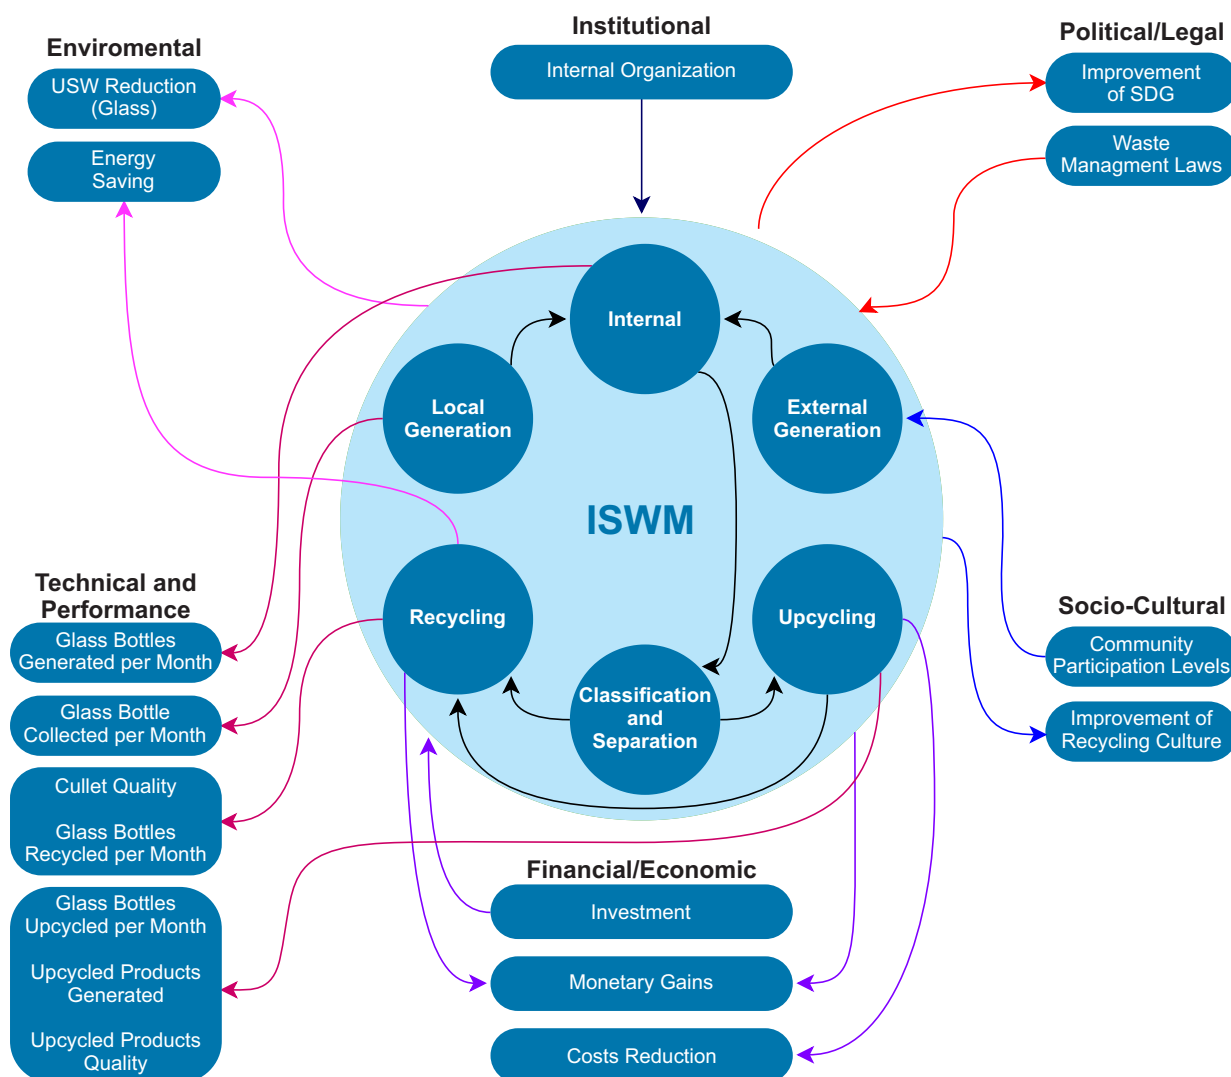 Institutional
Internal Organization
Enviromental
USW Reduction
(Glass)
Energy
Saving
Political/Legal
Improvement
of SDG
Waste
Managment Laws
Internal
Local
Generation
External
Generation
ISWM
Recycling
Upcycling
Classification
and
Separation
Technical and
Performance
Glass Bottles
Generated per Month
Glass Bottle
Collected per Month
Cullet Quality
Glass Bottles
Recycled per Month
Glass Bottles
Upcycled per Month
Upcycled Products
Generated
Upcycled Products
Quality
Socio-Cultural
Community
Participation Levels
Improvement of
Recycling Culture
Financial/Economic
Investment
Monetary Gains
Costs Reduction